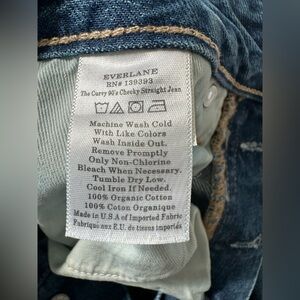 EVERLANE
RN# 139393
The Curvy 90's Cheeky Straight Jean
Machine Wash Cold
With Like Colors
Wash Inside Out.
Remove Promptly
Only Non-Chlorine
Bleach When Necessary.
Tumble Dry Low.
Cool Iron If Needed.
100% Organic Cotton
100% Coton Organique
Made in U.S.A of Imported Fabric
Fabrique aux E.U de tissus importé